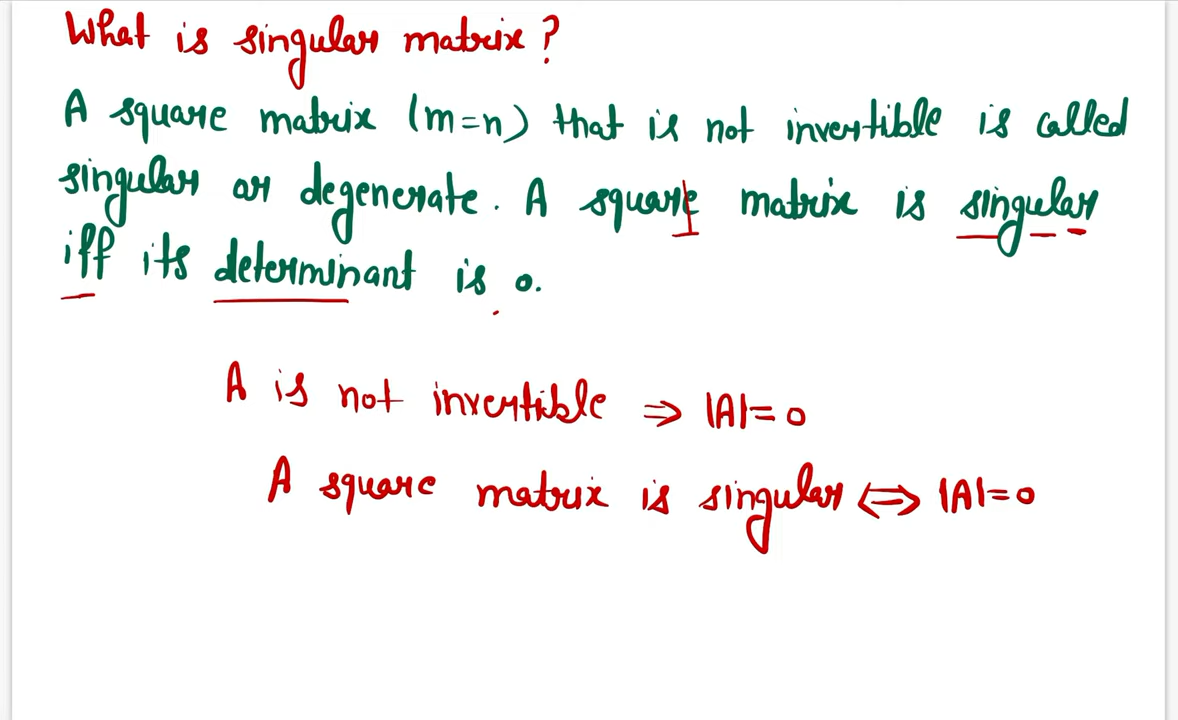 What is singular matrix?
A square matrix (m=n) that is not invertible is called
singular or degenerate. A square matrix is singular
iff its determinant is 0.
A is not invertible ⇒ |A|=0
A square matrix is singular ⇔ |A|=0